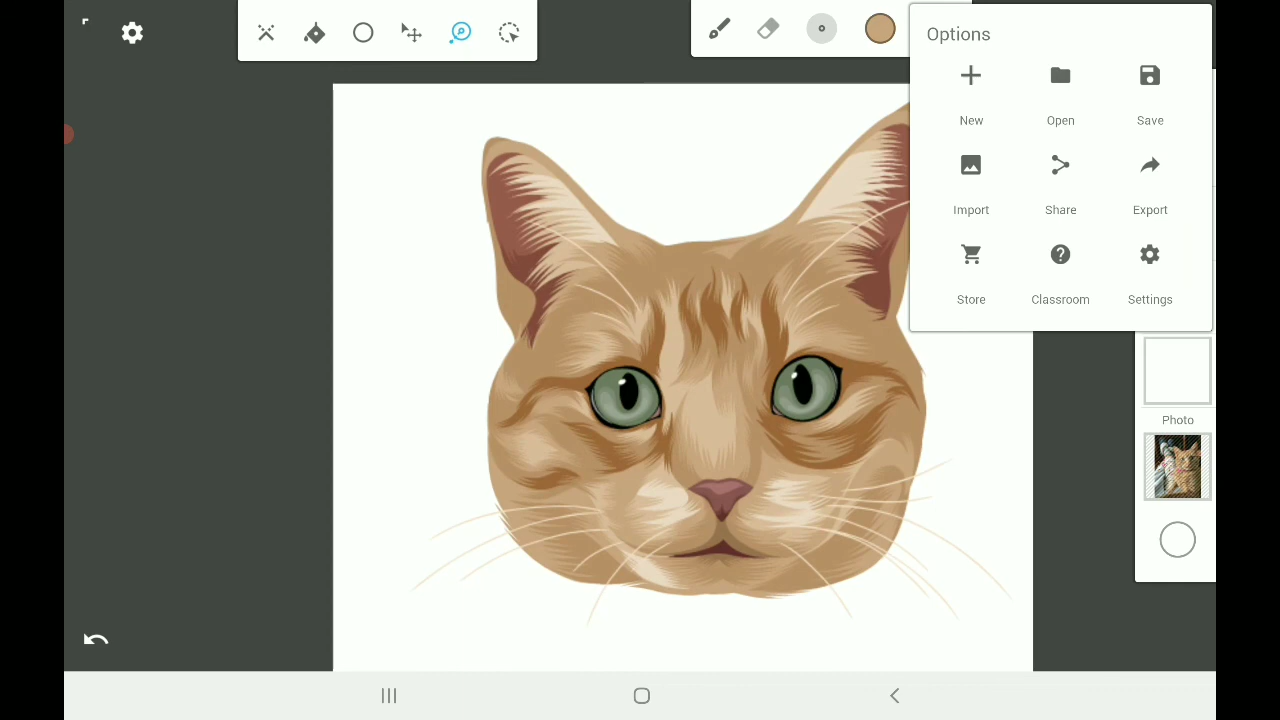 Options
New Open Save
Import Share Export
Store Classroom Settings
Photo